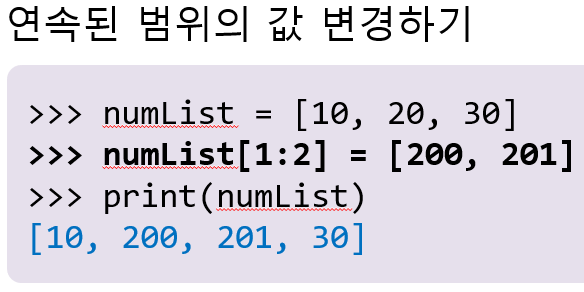 연속된 범위의 값 변경하기
>>> numList = [10, 20, 30]
>>> numList[1:2] = [200, 201]
>>> print(numList)
[10, 200, 201, 30]